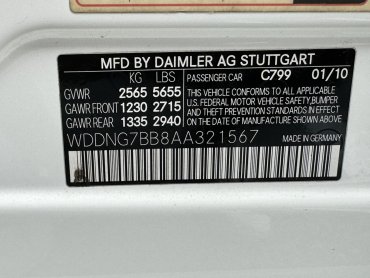 MFD BY DAIMLER AG STUTTGART
KG LBS PASSENGER CAR C799 01/10
GVWR 2565 5655 THIS VEHICLE CONFORMS TO ALL APPLICABLE
GAWR FRONT 1230 2715 U.S. FEDERAL MOTOR VEHICLE SAFETY, BUMPER
GAWR REAR 1335 2940 AND THEFT PREVENTION STANDARDS IN EFFECT
ON THE DATE OF MANUFACTURE SHOWN ABOVE.
WDDNG7BB8AA321567 GERMANY